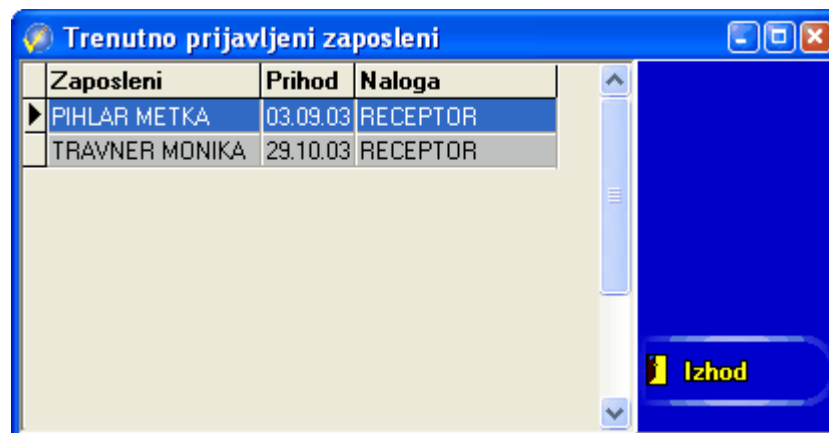 Trenutno prijavljeni zaposleni
Zaposleni Prihod Naloga
PIHLAR METKA 03.09.03 RECEPTOR
TRAVNER MONIKA 29.10.03 RECEPTOR
Izhod